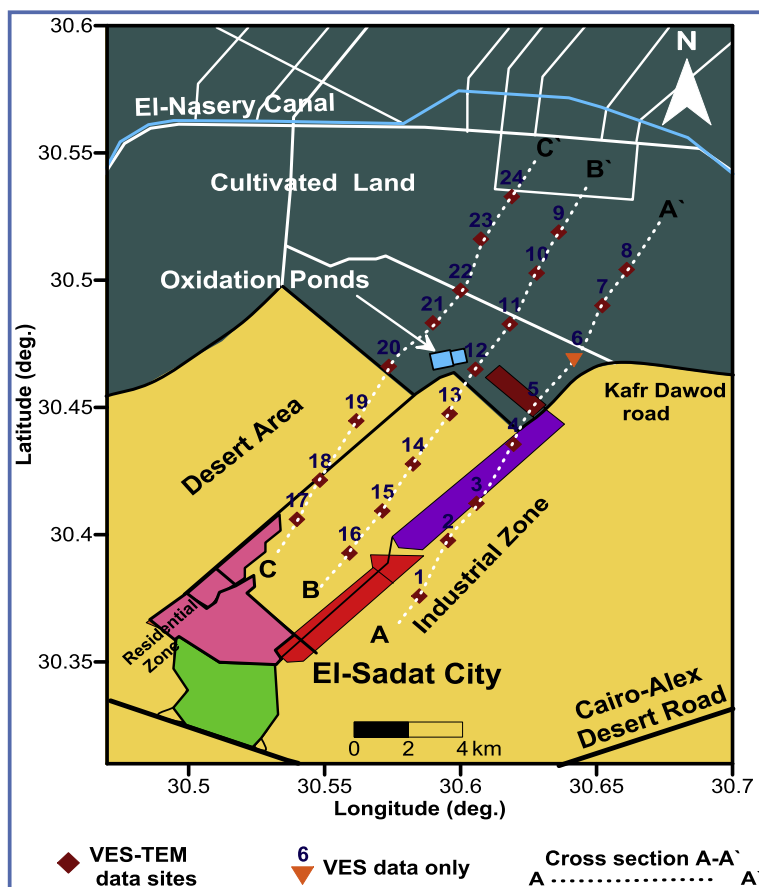 30.6
N
El-Nasery Canal
30.55
C`
B`
Cultivated Land
24
A`
9
23
10
8
30.5
Oxidation Ponds
22
7
21
11
6
20
12
Kafr Dawod
road
5
13
30.45
19
4
Desert Area
14
18
3
15
17
2
30.4
16
Industrial Zone
C
B
1
A
Residential
Zone
30.35
El-Sadat City
Cairo-Alex
Desert Road
0 2 4 km
Latitude (deg.)
30.5 30.55 30.6 30.65 30.7
Longitude (deg.)
VES-TEM
data sites
6
VES data only
Cross section A-A`
A A`